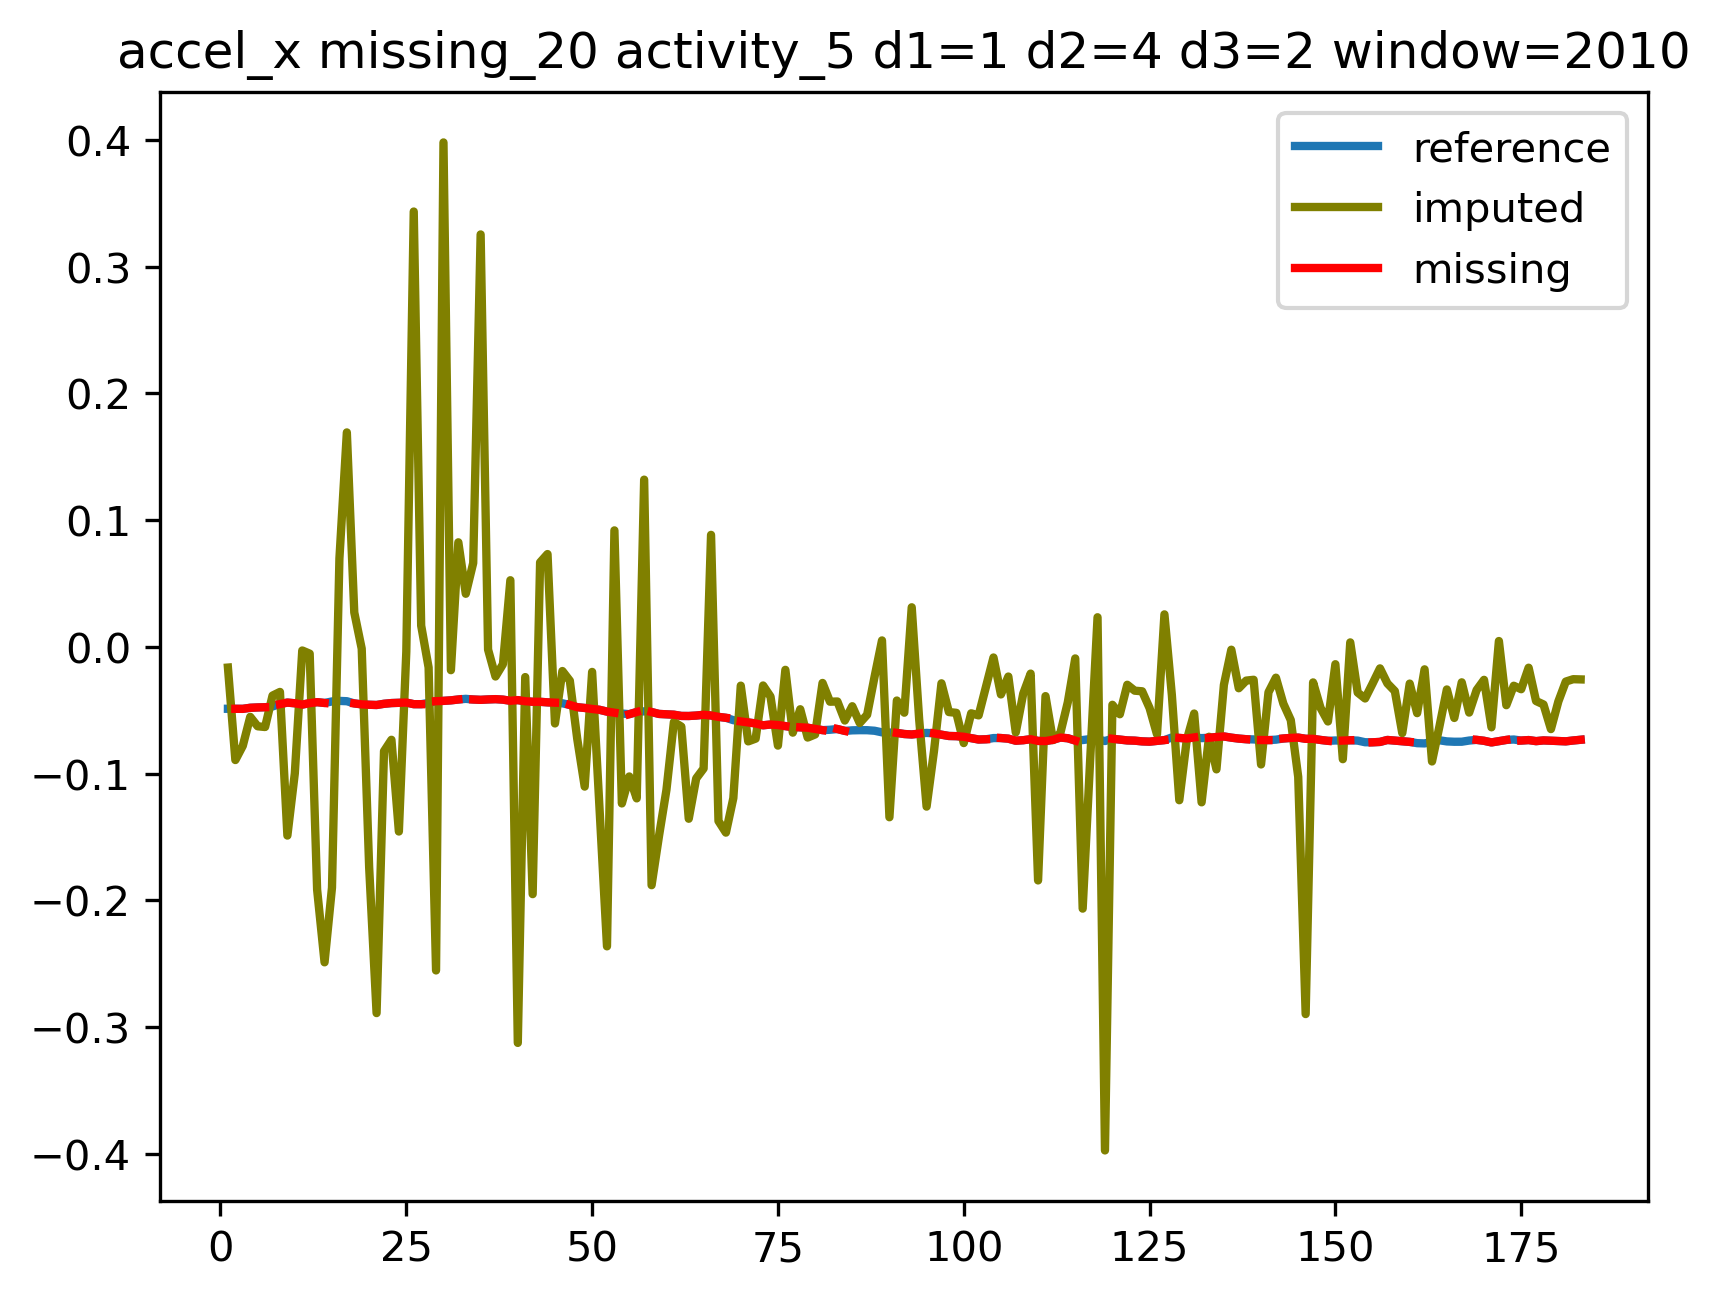 accel_x missing_20 activity_5 d1=1 d2=4 d3=2 window=2010
reference
imputed
missing
0.4
0.3
0.2
0.1
0.0
−0.1
−0.2
−0.3
−0.4
0 25 50 75 100 125 150 175